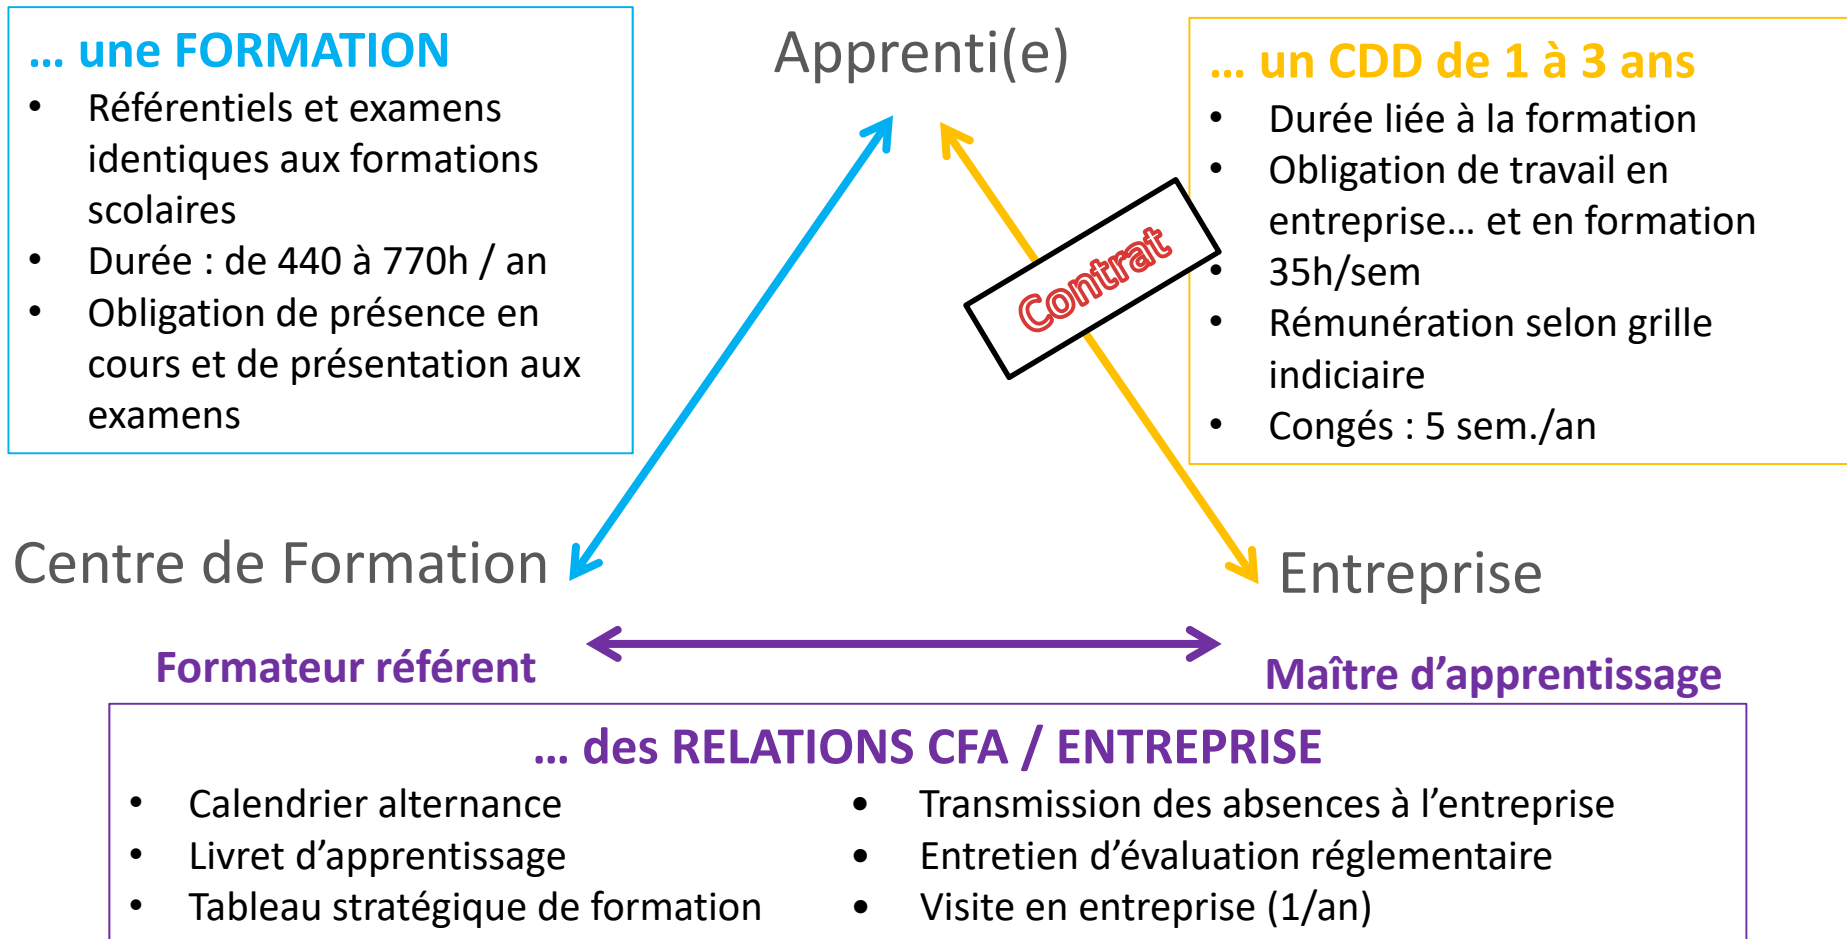 … une FORMATION
• Référentiels et examens
identiques aux formations
scolaires
• Durée : de 440 à 770h / an
• Obligation de présence en
cours et de présentation aux
examens
Apprenti(e)
… un CDD de 1 à 3 ans
• Durée liée à la formation
• Obligation de travail en
entreprise… et en formation
• 35h/sem
• Rémunération selon grille
indiciaire
• Congés : 5 sem./an
Contrat
Centre de Formation
Entreprise
Formateur référent
Maître d’apprentissage
… des RELATIONS CFA / ENTREPRISE
• Calendrier alternance
• Livret d’apprentissage
• Tableau stratégique de formation
• Transmission des absences à l’entreprise
• Entretien d’évaluation réglementaire
• Visite en entreprise (1/an)